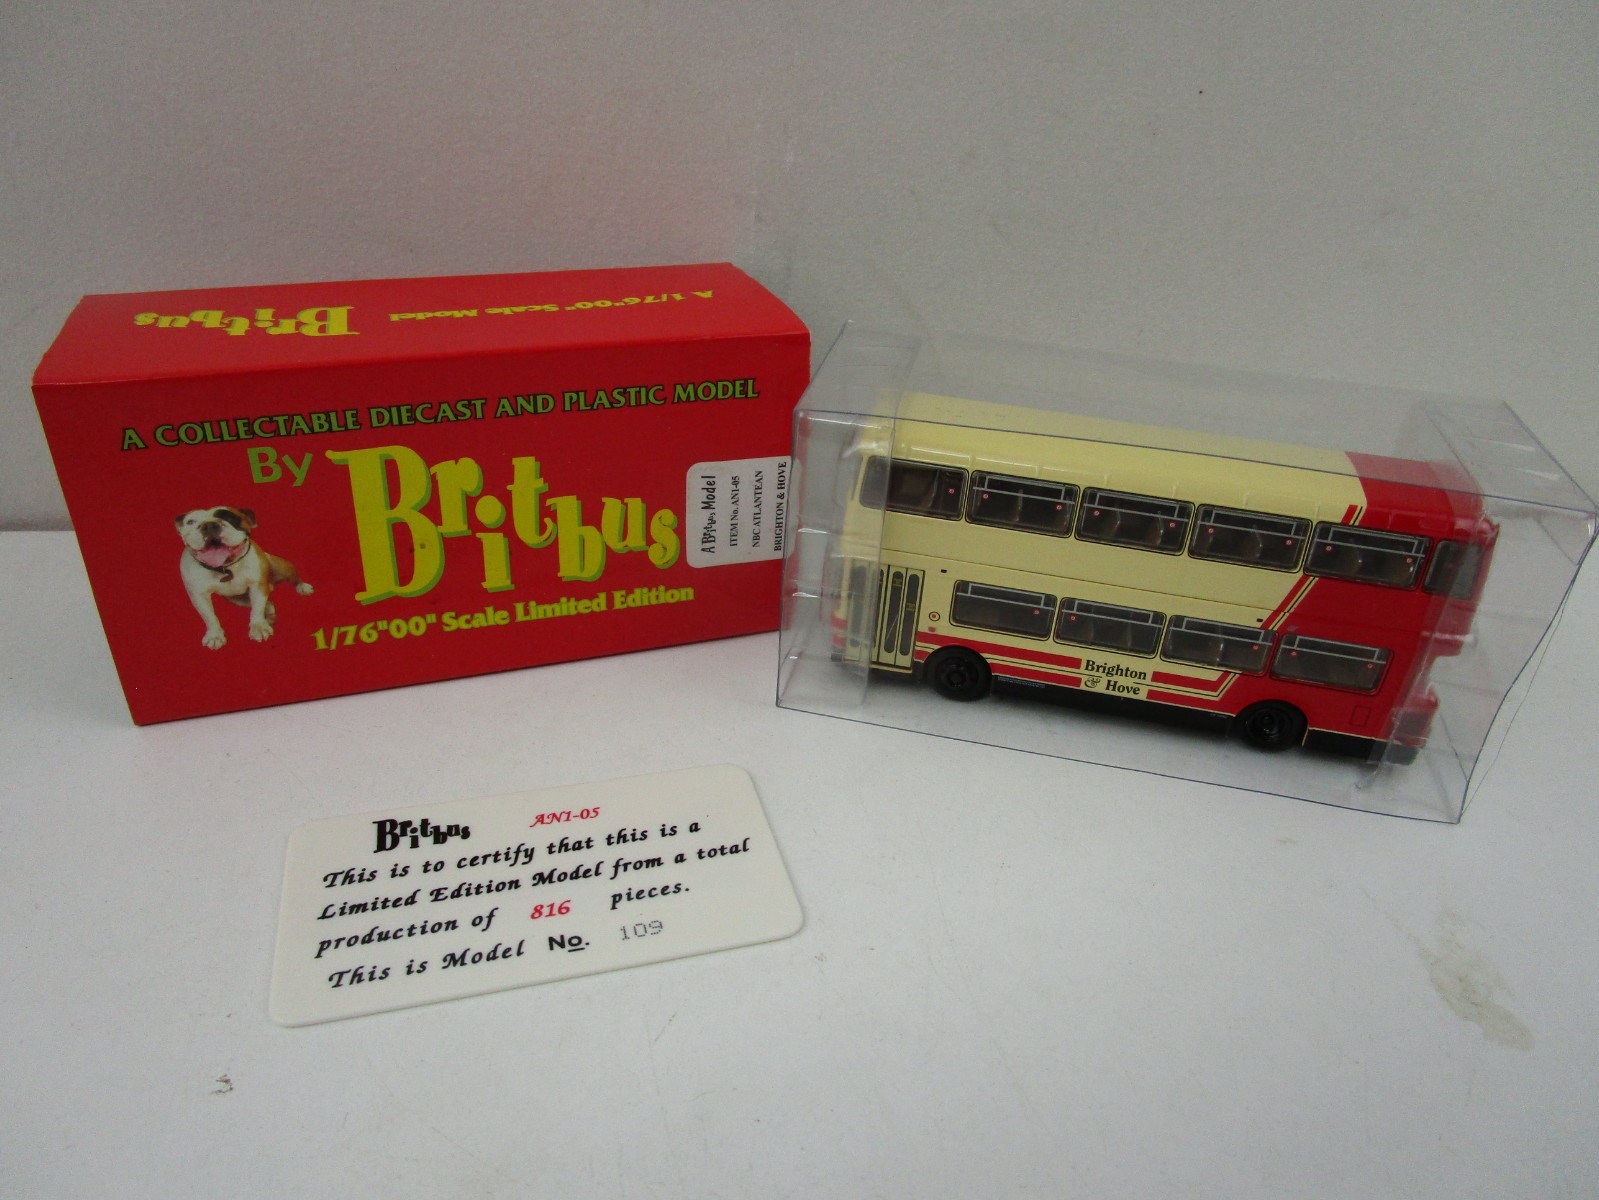 A 1/76"00" Scale Model
Britbus
A COLLECTABLE DIECAST AND PLASTIC MODEL
By Britbus
1/76"00" Scale Limited Edition
A Britbus Model
ITEM No. AN1-05
NBC ATLANTEAN
BRIGHTON & HOVE
Brighton
& Hove
Britbus AN1-05
This is to certify that this is a
Limited Edition Model from a total
production of 816 pieces.
This is Model No. 109